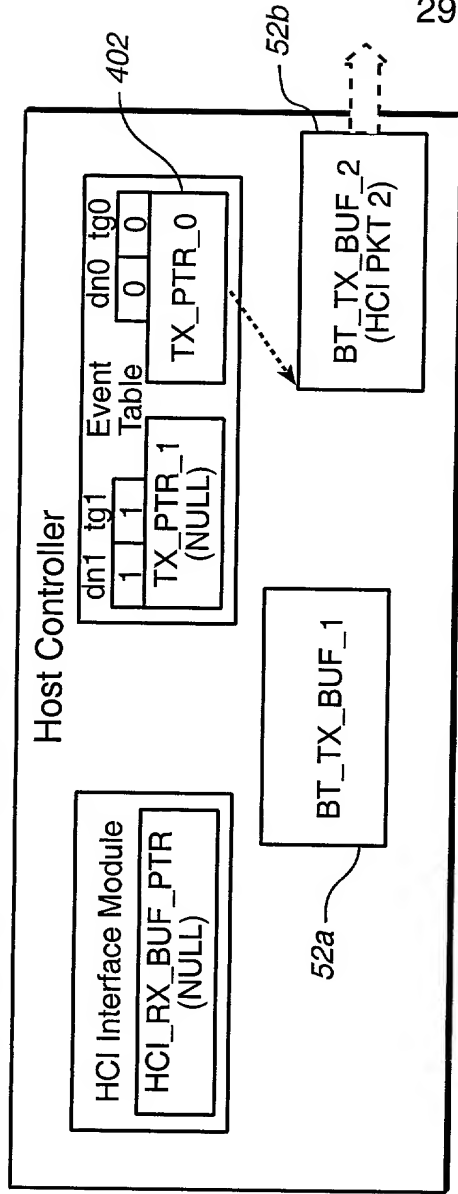 Host Controller
HCI Interface Module
HCI_RX_BUF_PTR
(NULL)
dn1 tg1
1 1
TX_PTR_1
(NULL)
Event
Table
dn0 tg0
0 0
TX_PTR_0
402
52a
BT_TX_BUF_1
BT_TX_BUF_2
(HCI PKT 2)
52b
29